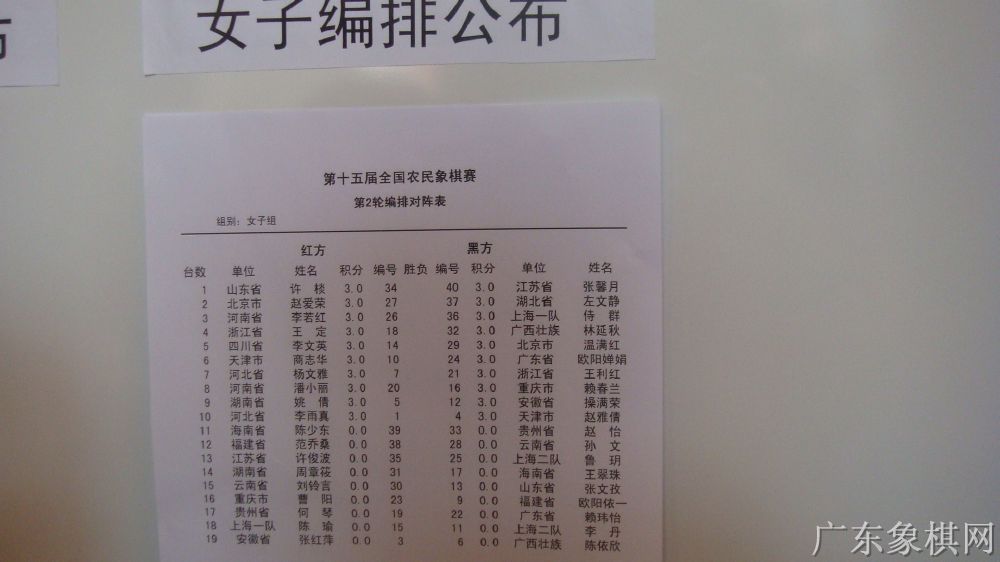 女子编排公布
第十五届全国农民象棋赛
第2轮编排对阵表
组别：女子组
红方 黑方
台数 单位 姓名 积分 编号 胜负 编号 积分 单位 姓名
1 山东省 许 棪 3.0 34 40 3.0 江苏省 张馨月
2 北京市 赵爱荣 3.0 27 37 3.0 湖北省 左文静
3 河南省 李若红 3.0 26 36 3.0 上海一队 侍 群
4 浙江省 王 定 3.0 18 32 3.0 广西壮族 林延秋
5 四川省 李文英 3.0 14 29 3.0 北京市 温满红
6 天津市 商志华 3.0 10 24 3.0 广东省 欧阳婵娟
7 河北省 杨文雅 3.0 7 21 3.0 浙江省 王利红
8 河南省 潘小丽 3.0 20 16 3.0 重庆市 赖春兰
9 湖南省 姚 倩 3.0 5 12 3.0 安徽省 操满荣
10 河北省 李雨真 3.0 1 4 3.0 天津市 赵雅倩
11 海南省 陈少东 0.0 39 33 0.0 贵州省 赵 怡
12 福建省 范乔桑 0.0 38 28 0.0 云南省 孙 文
13 江苏省 许俊波 0.0 35 25 0.0 上海二队 鲁 玥
14 湖南省 周章筱 0.0 31 17 0.0 海南省 王翠珠
15 云南省 刘铃言 0.0 30 13 0.0 山东省 张文孜
16 重庆市 曹 阳 0.0 23 9 0.0 福建省 欧阳依一
17 贵州省 何 琴 0.0 19 22 0.0 广东省 赖玮怡
18 上海一队 陈 瑜 0.0 15 11 0.0 上海二队 李 丹
19 安徽省 张红萍 0.0 3 6 0.0 广西壮族 陈依欣
广东象棋网